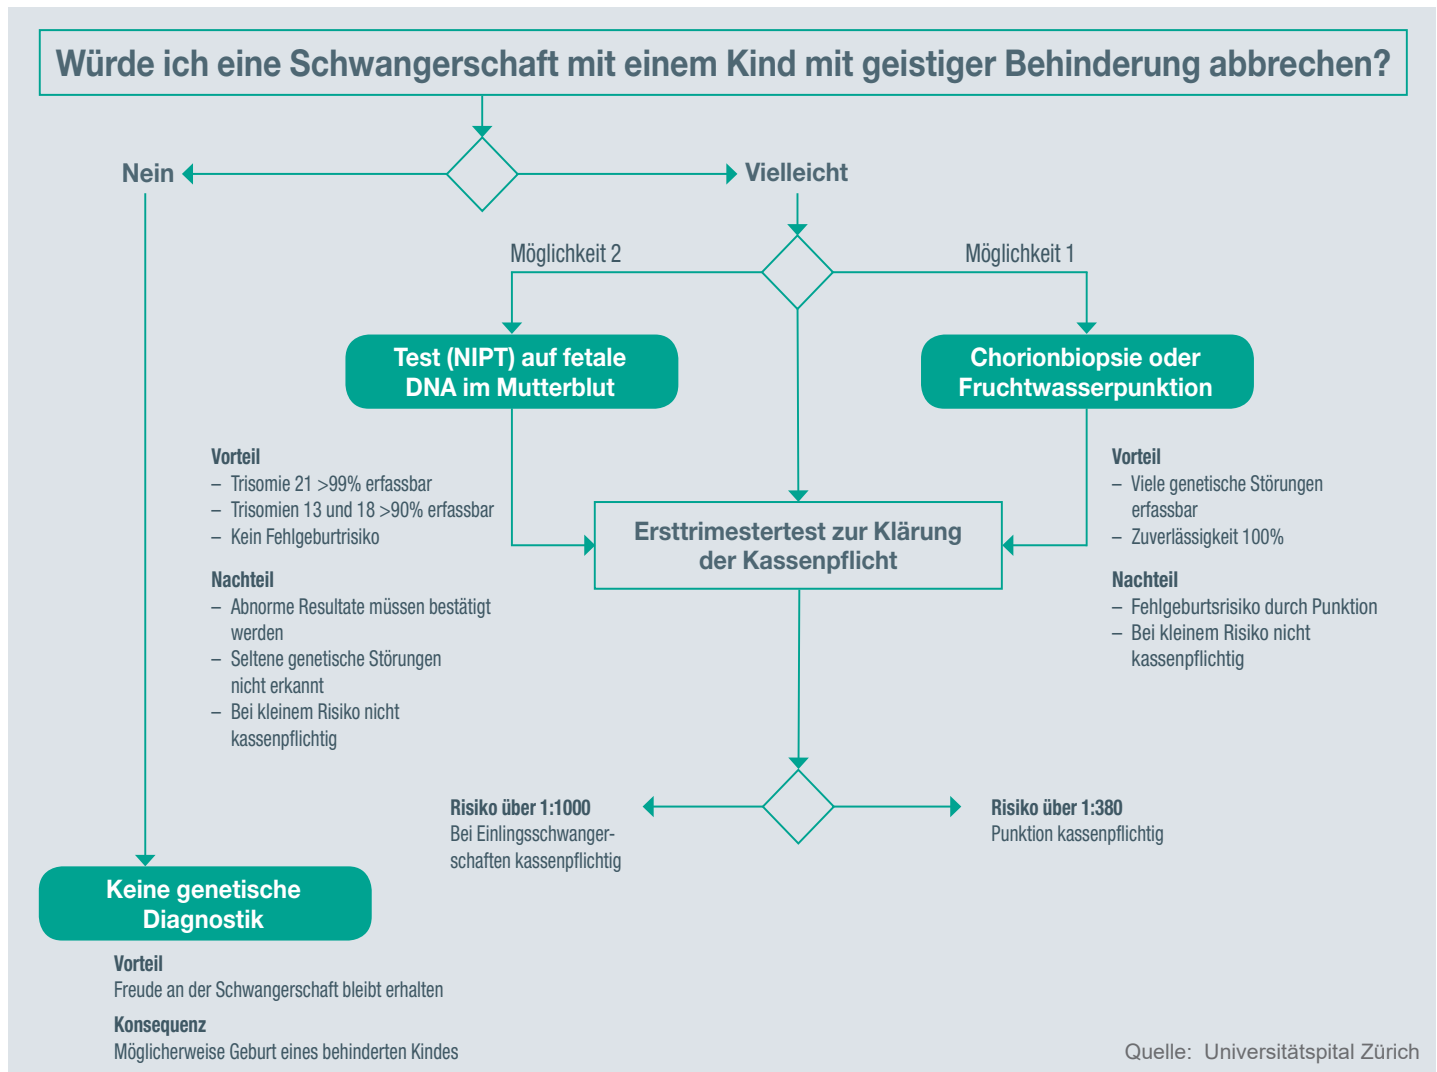 Würde ich eine Schwangerschaft mit einem Kind mit geistiger Behinderung abbrechen?
Nein
Vielleicht
Möglichkeit 2
Möglichkeit 1
Test (NIPT) auf fetale
DNA im Mutterblut
Chorionbiopsie oder
Fruchtwasserpunktion
Vorteil
– Trisomie 21 >99% erfassbar
– Trisomien 13 und 18 >90% erfassbar
– Kein Fehlgeburtrisiko
Nachteil
– Abnorme Resultate müssen bestätigt
werden
– Seltene genetische Störungen
nicht erkannt
– Bei kleinem Risiko nicht
kassenpflichtig
Ersttrimestertest zur Klärung
der Kassenpflicht
Vorteil
– Viele genetische Störungen
erfassbar
– Zuverlässigkeit 100%
Nachteil
– Fehlgeburtsrisiko durch Punktion
– Bei kleinem Risiko nicht
kassenpflichtig
Risiko über 1:1000
Bei Einlingsschwanger-
schaften kassenpflichtig
Risiko über 1:380
Punktion kassenpflichtig
Keine genetische
Diagnostik
Vorteil
Freude an der Schwangerschaft bleibt erhalten
Konsequenz
Möglicherweise Geburt eines behinderten Kindes
Quelle: Universitätspital Zürich